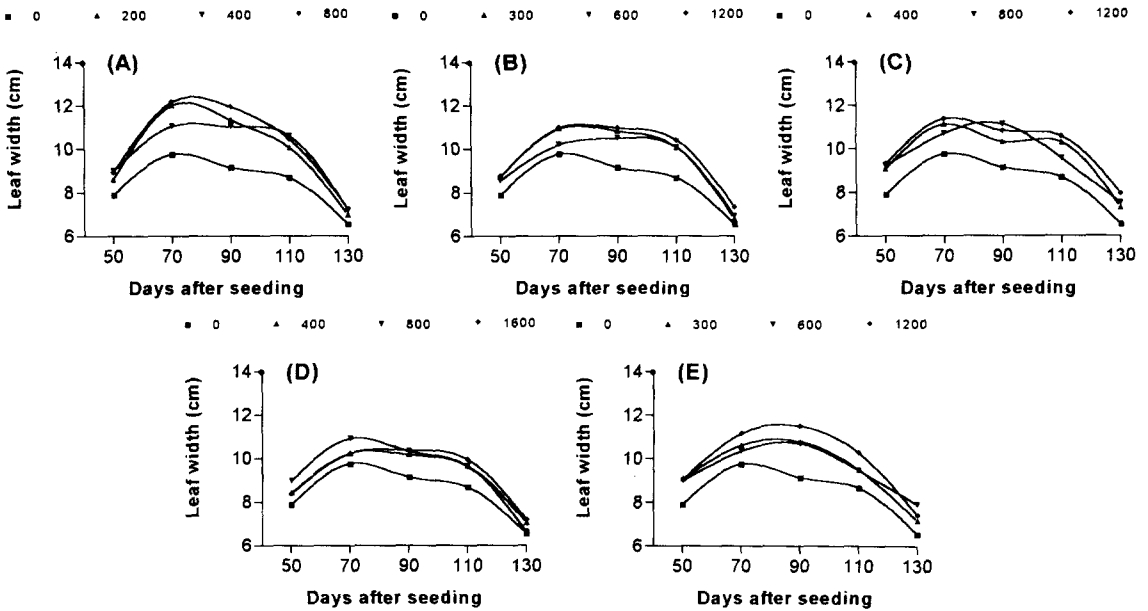 0 200 400 800 0 300 600 1200 0 400 800 1200
(A)
Leaf width (cm)
14
12
10
8
6
50 70 90 110 130
Days after seeding
(B)
Leaf width (cm)
14
12
10
8
6
50 70 90 110 130
Days after seeding
(C)
Leaf width (cm)
14
12
10
8
6
50 70 90 110 130
Days after seeding
0 400 800 1600 0 300 600 1200
(D)
Leaf width (cm)
14
12
10
8
6
50 70 90 110 130
Days after seeding
(E)
Leaf width (cm)
14
12
10
8
6
50 70 90 110 130
Days after seeding